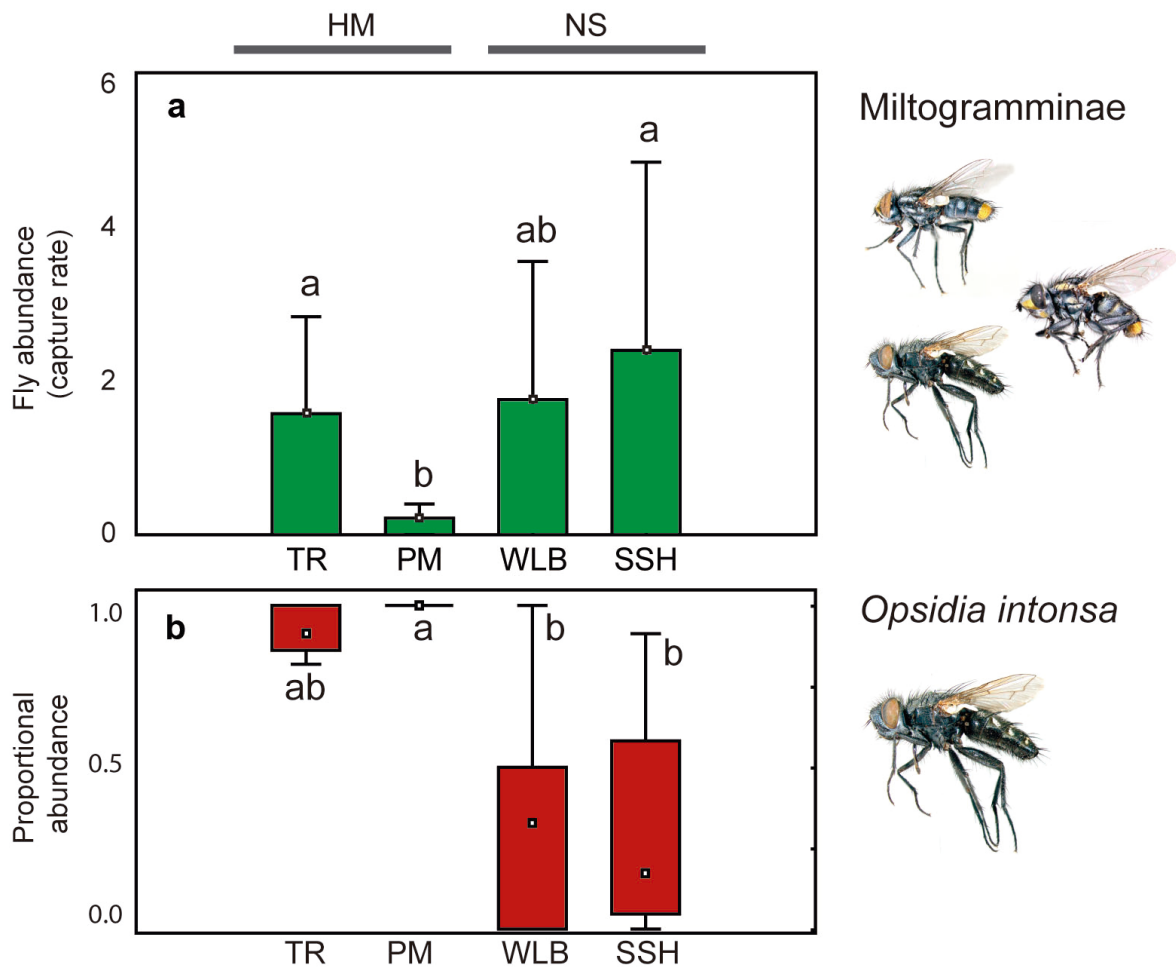 HM NS
a
Miltogramminae
6
4
2
0
Fly abundance
(capture rate)
a b ab a
TR PM WLB SSH
b
Opsidia intonsa
1.0
0.5
0.0
Proportional
abundance
ab a b b
TR PM WLB SSH